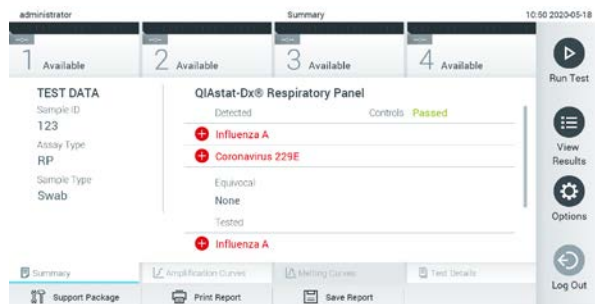 administrator Summary 10:50 2020-05-18
1 Available 2 Available 3 Available 4 Available
Run Test
TEST DATA
Sample ID
123
Assay Type
RP
Sample Type
Swab
QIAstat-Dx® Respiratory Panel
Detected Controls Passed
Influenza A
Coronavirus 229E
Equivocal
None
Tested
Influenza A
View
Results
Options
Log Out
Summary Amplification Curves Melting Curves Test Details
Support Package Print Report Save Report